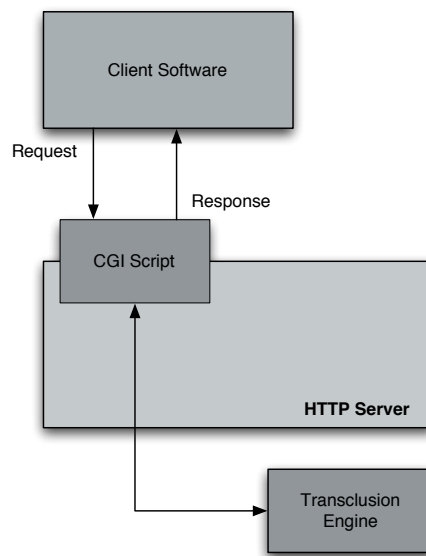 Client Software
Request
Response
CGI Script
HTTP Server
Transclusion
Engine